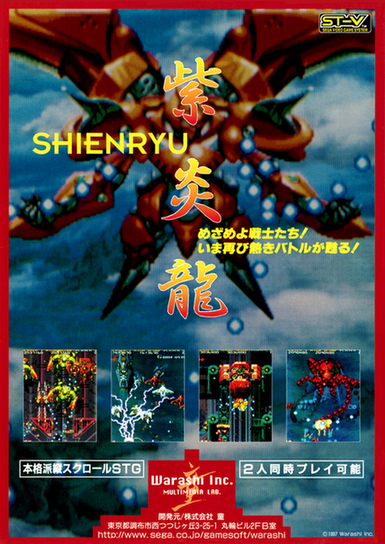 ST-V
SEGA VIDEO GAME SYSTEM
紫炎龍
SHIENRYU
めざめよ戦士たち!
いま再び熱きバトルが甦る!
本格派縦スクロールSTG
2人同時プレイ可能
童
Warashi Inc.
MULTIMEDIA LAB.
開発元/株式会社 童
東京都調布市西つつじヶ丘3-25-1 丸輪ビル2F B室
http://www.sega.co.jp/gamesoft/warashi/
©1997 Warashi Inc.